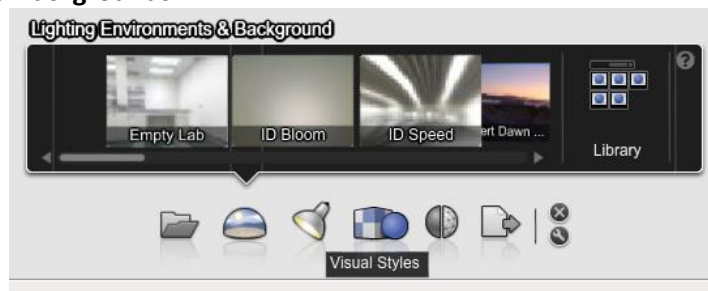 Lighting Environments & Background
Empty Lab
ID Bloom
ID Speed
ert Dawn ...
Library
Visual Styles